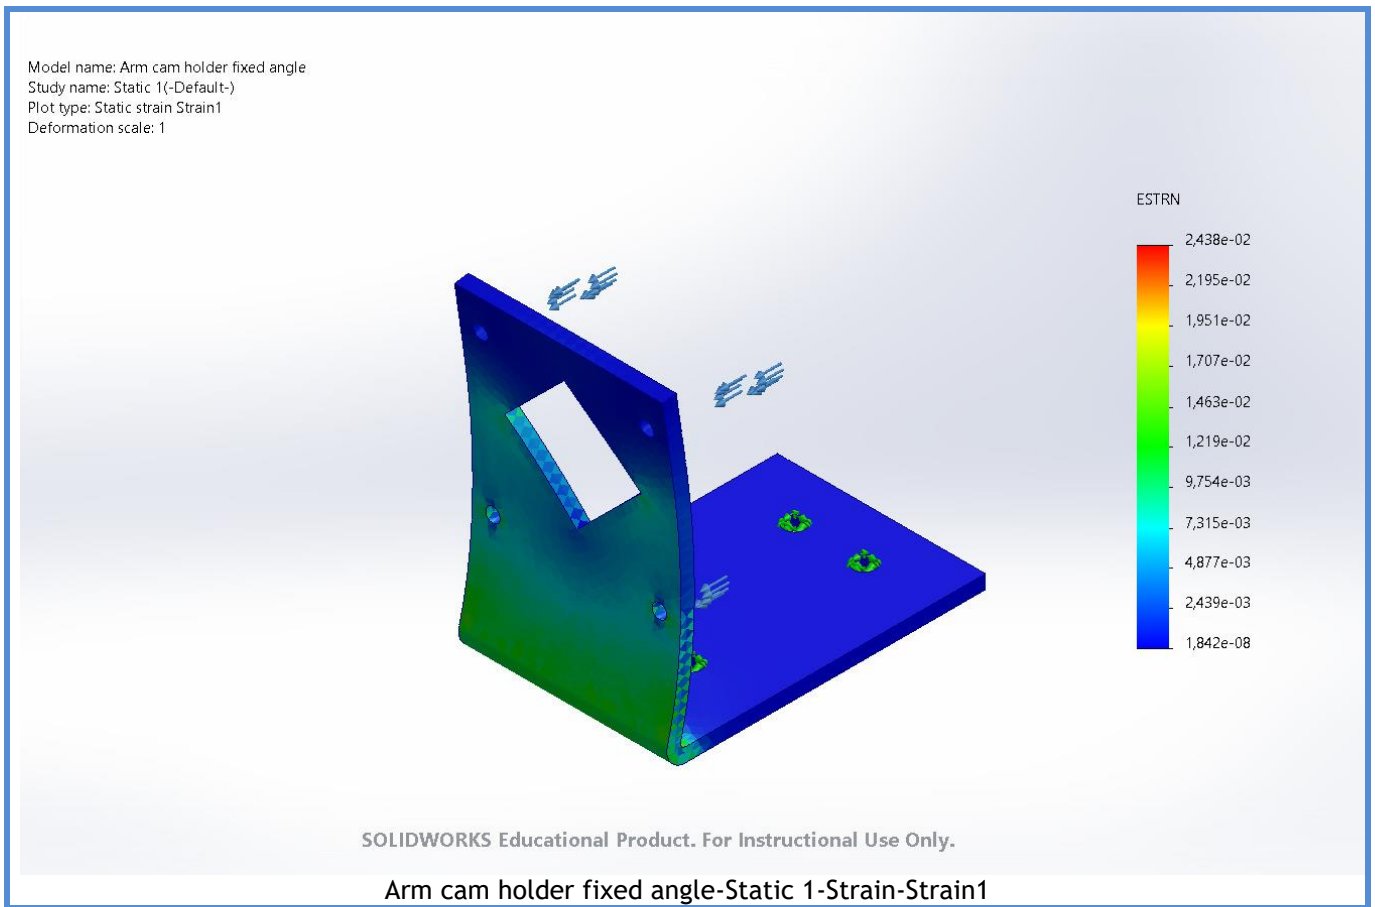 Model name: Arm cam holder fixed angle
Study name: Static 1(-Default-)
Plot type: Static strain Strain1
Deformation scale: 1
ESTRN
2,438e-02
2,195e-02
1,951e-02
1,707e-02
1,463e-02
1,219e-02
9,754e-03
7,315e-03
4,877e-03
2,439e-03
1,842e-08
SOLIDWORKS Educational Product. For Instructional Use Only.
Arm cam holder fixed angle-Static 1-Strain-Strain1